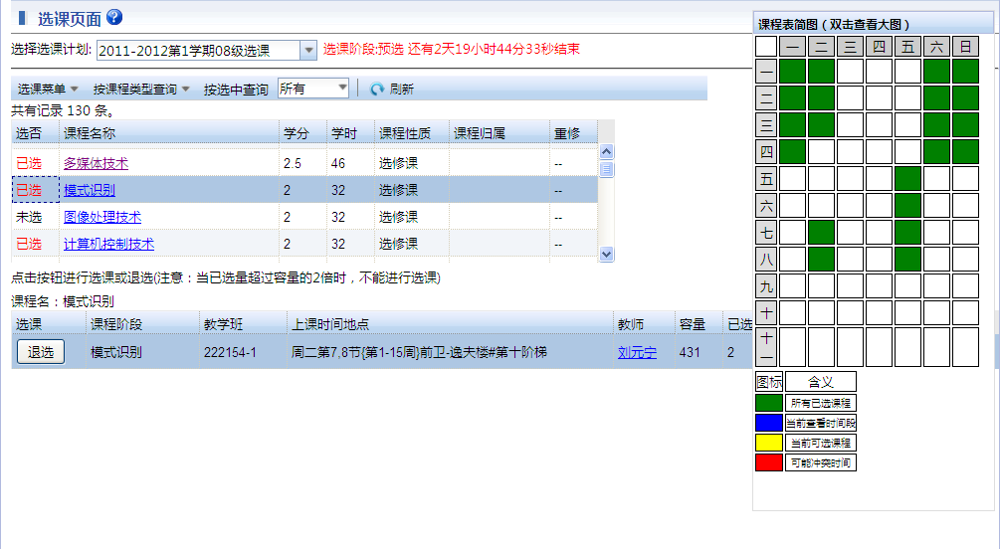 选课页面
选择选课计划: 2011-2012第1学期08级选课 选课阶段:预选 还有2天19小时44分33秒结束
选课菜单 按课程类型查询 按选中查询 所有 刷新
共有记录 130 条。
选否 课程名称 学分 学时 课程性质 课程归属 重修
已选 多媒体技术 2.5 46 选修课 --
已选 模式识别 2 32 选修课 --
未选 图像处理技术 2 32 选修课 --
已选 计算机控制技术 2 32 选修课 --
点击按钮进行选课或退选(注意：当已选量超过容量的2倍时，不能进行选课)
课程名：模式识别
选课 课程阶段 教学班 上课时间地点 教师 容量 已选
退选 模式识别 222154-1 周二第7,8节{第1-15周}前卫-逸夫楼#第十阶梯 刘元宁 431 2
课程表简图（双击查看大图）
一 二 三 四 五 六 日
一
二
三
四
五
六
七
八
九
十
十一
图标 含义
所有已选课程
当前查看时间段
当前可选课程
可能冲突时间